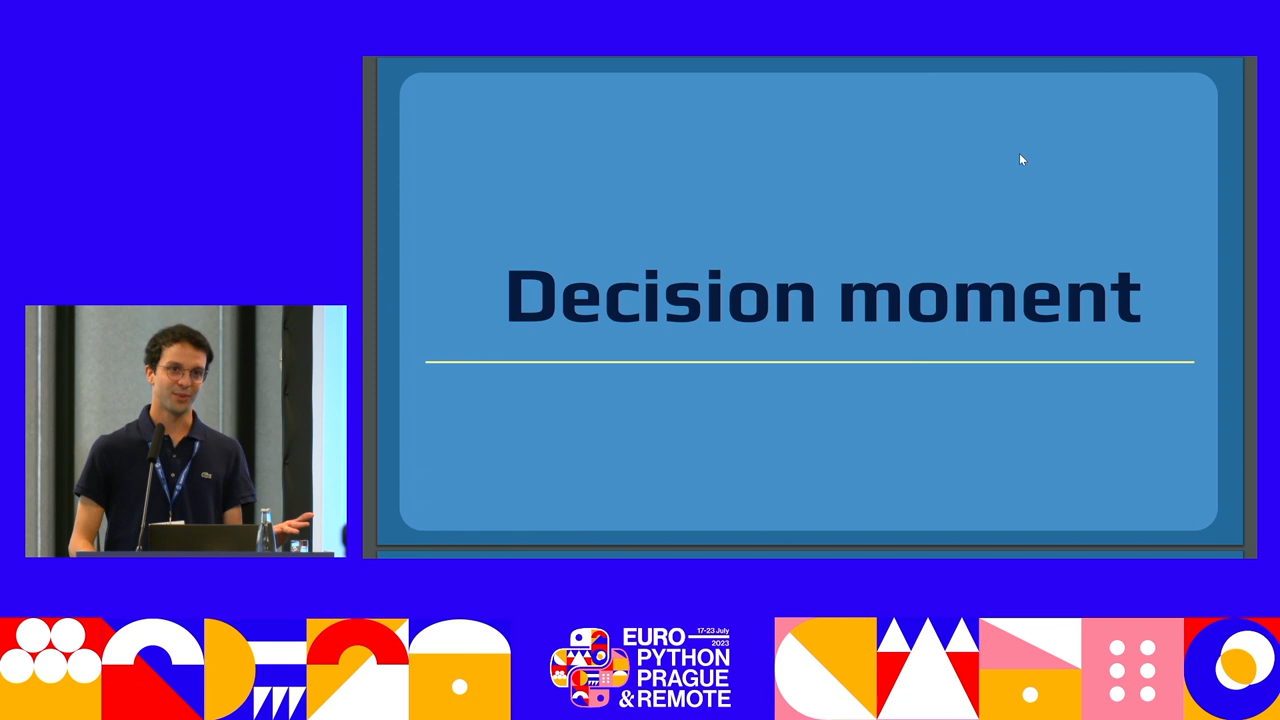 Decision moment
EURO
17-23 July
2023
PYTHON
PRAGUE
&REMOTE